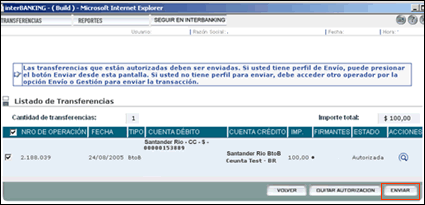 interBANKING - ( Build ) - Microsoft Internet Explorer
TRANSFERENCIAS REPORTES SEGUIR EN INTERBANKING
Usuario: Razón Social: Fecha: Hora:
Las transferencias que están autorizadas deben ser enviadas. Si usted tiene perfil de Envío, puede presionar
el botón Enviar desde esta pantalla. Si usted no tiene perfil para enviar, debe acceder otro operador por la
opción Envío o Gestión para enviar la transacción.
Listado de Transferencias
Cantidad de transferencias: 1 Importe total: $ 100,00
NRO DE OPERACIÓN FECHA TIPO CUENTA DÉBITO CUENTA CRÉDITO IMP. FIRMANTES ESTADO ACCIONES
2.188.039 24/08/2005 BtoB Santander Rio - CC - $ - 00000153889 Santander Rio BtoB Cuenta Test - BR 100.00 Autorizada
VOLVER QUITAR AUTORIZACION ENVIAR